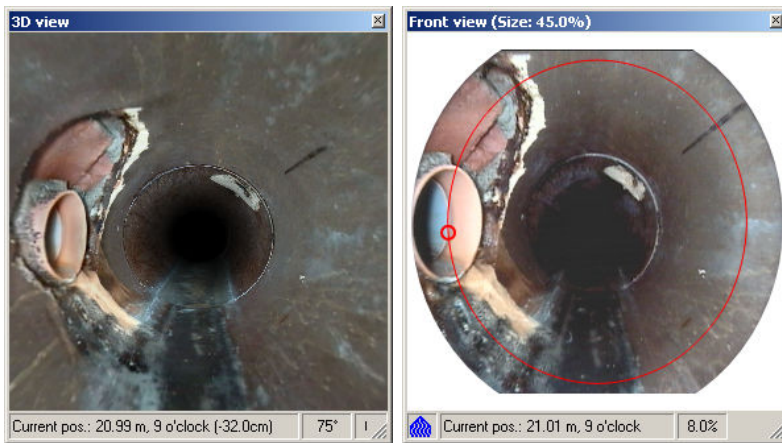 3D view
Current pos.: 20.99 m, 9 o'clock (-32.0cm)
75°
Front view (Size: 45.0%)
Current pos.: 21.01 m, 9 o'clock
8.0%